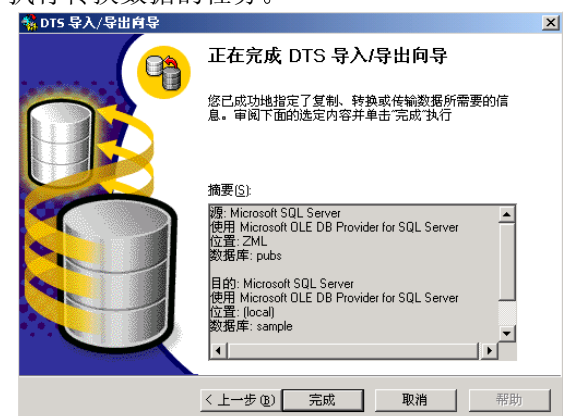 执行转换数据的任务。
DTS 导入/导出向导
正在完成 DTS 导入/导出向导
您已成功地指定了复制、转换或传输数据所需要的信
息。审阅下面的选定内容并单击“完成”执行
摘要(S):
源: Microsoft SQL Server
使用 Microsoft OLE DB Provider for SQL Server
位置: ZML
数据库: pubs
目的: Microsoft SQL Server
使用 Microsoft OLE DB Provider for SQL Server
位置: (local)
数据库: sample
< 上一步(B) 完成 取消 帮助